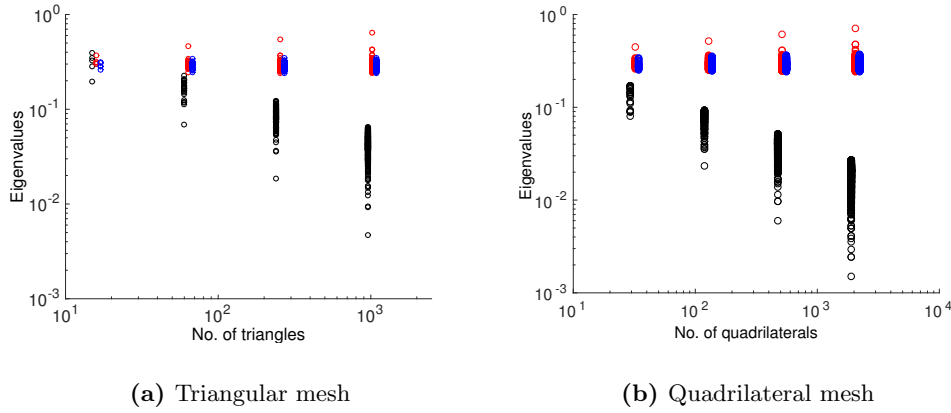 10^0
10^-1
10^-2
10^-3
Eigenvalues
10^1
10^2
10^3
No. of triangles
(a) Triangular mesh
10^0
10^-1
10^-2
10^-3
Eigenvalues
10^1
10^2
10^3
10^4
No. of quadrilaterals
(b) Quadrilateral mesh